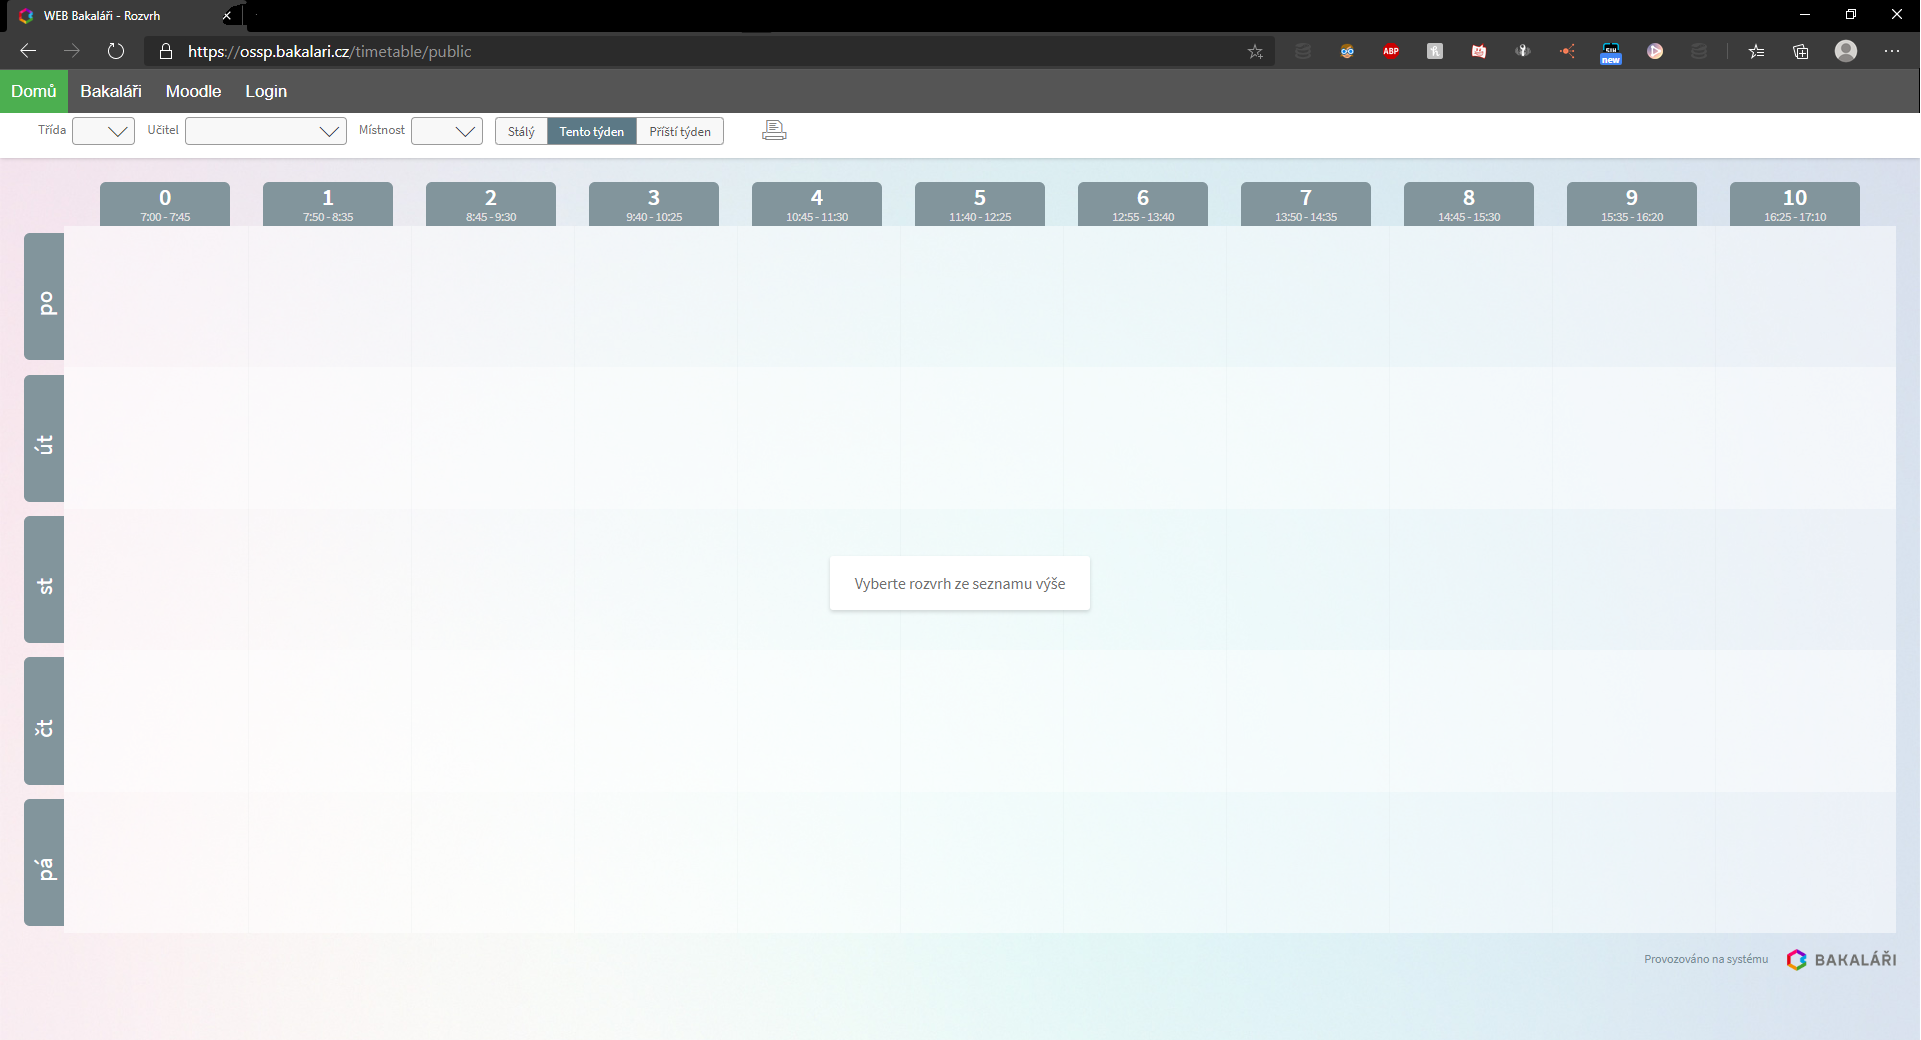 WEB Bakaláři - Rozvrh
https://ossp.bakalari.cz/timetable/public
ABP
new
Domů Bakaláři Moodle Login
Třída Učitel Místnost Stálý Tento týden Příští týden
0 1 2 3 4 5 6 7 8 9 10
7:00 - 7:45 7:50 - 8:35 8:45 - 9:30 9:40 - 10:25 10:45 - 11:30 11:40 - 12:25 12:55 - 13:40 13:50 - 14:35 14:45 - 15:30 15:35 - 16:20 16:25 - 17:10
po
út
st
Vyberte rozvrh ze seznamu výše
čt
pá
Provozováno na systému BAKALÁŘI